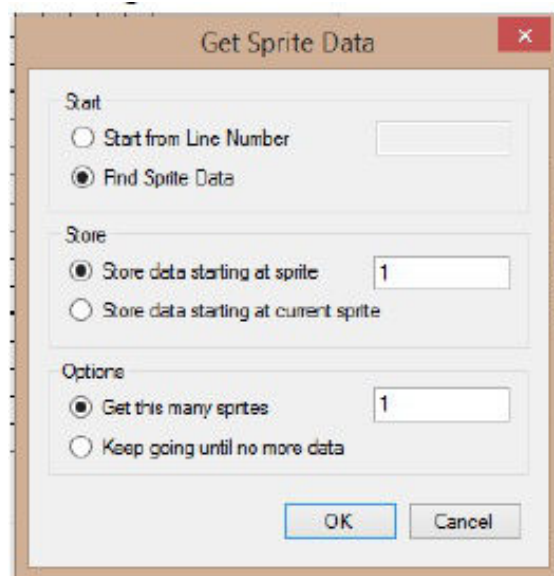 Get Sprite Data
Start
Start from Line Number
Find Sprite Data
Store
Store data starting at sprite 1
Store data starting at current sprite
Options
Get this many sprites 1
Keep going until no more data
OK Cancel